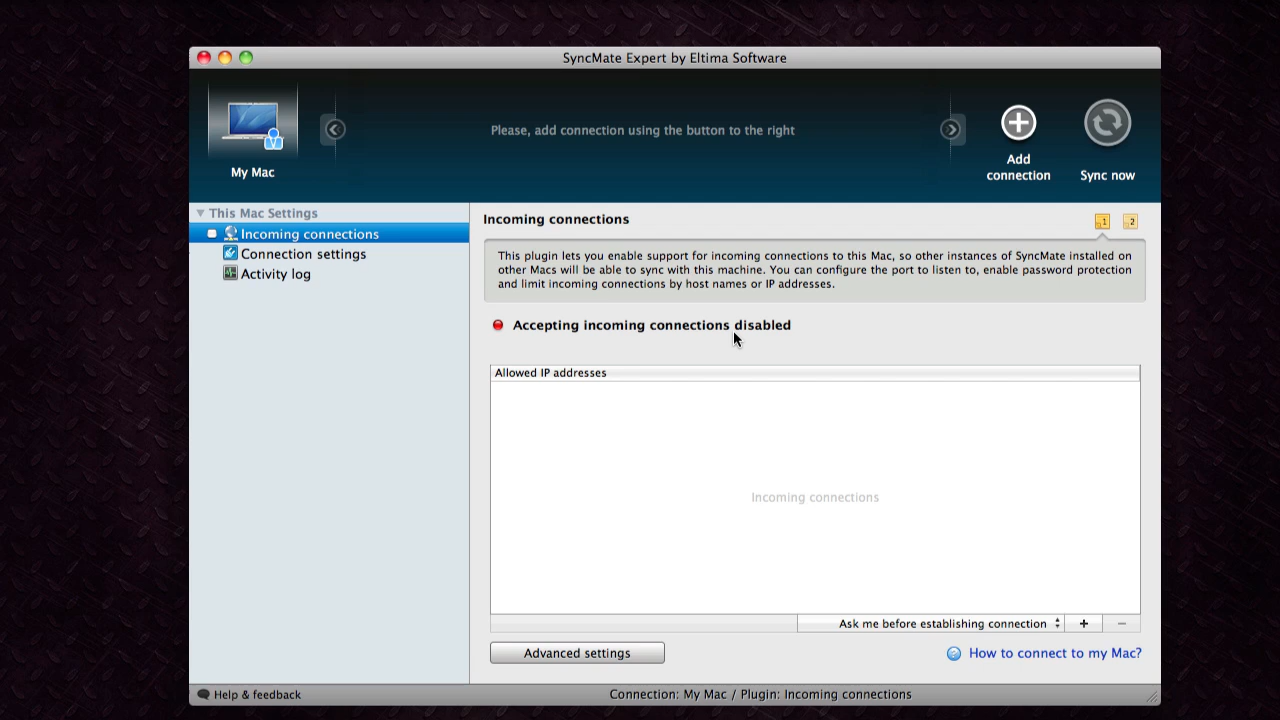 SyncMate Expert by Eltima Software
Please, add connection using the button to the right
My Mac
Add
connection
Sync now
This Mac Settings
Incoming connections
Connection settings
Activity log
Incoming connections
1
2
This plugin lets you enable support for incoming connections to this Mac, so other instances of SyncMate installed on
other Macs will be able to sync with this machine. You can configure the port to listen to, enable password protection
and limit incoming connections by host names or IP addresses.
Accepting incoming connections disabled
Allowed IP addresses
Incoming connections
Ask me before establishing connection
+
−
Advanced settings
? How to connect to my Mac?
Help & feedback
Connection: My Mac / Plugin: Incoming connections